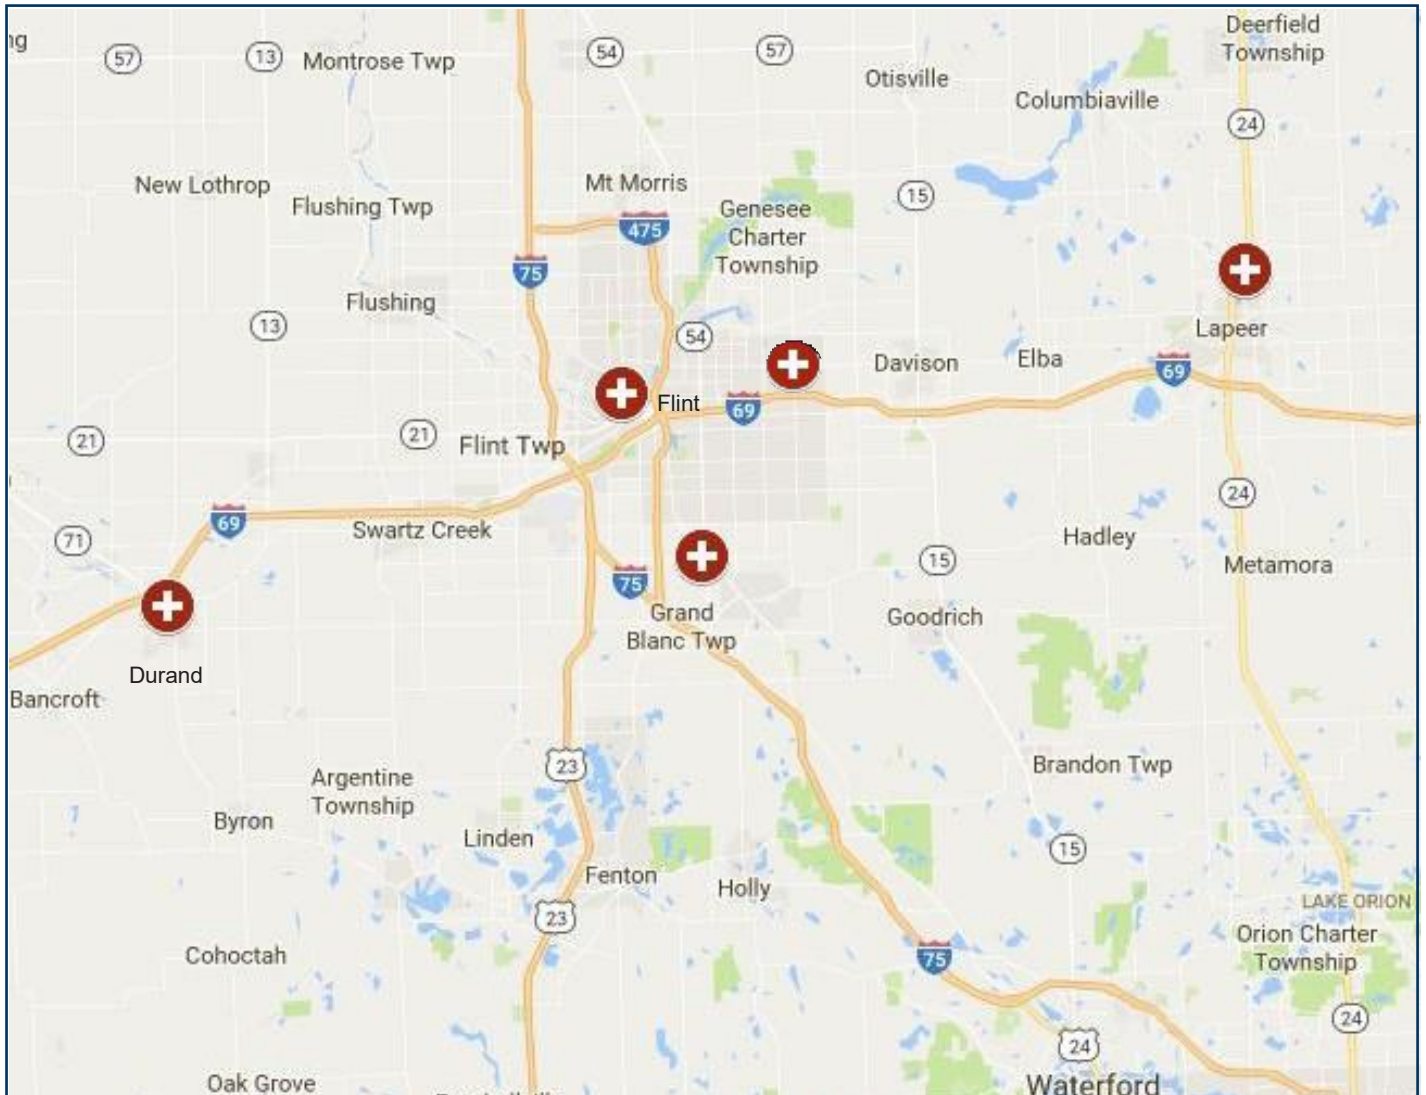 ng
57
13
Montrose Twp
54
57
Otisville
Deerfield
Township
Columbiaville
24
New Lothrop
Flushing Twp
Mt Morris
Genesee
Charter
Township
15
475
75
Flushing
13
54
Lapeer
Davison
Elba
69
Flint
69
21
21
Flint Twp
24
69
71
Swartz Creek
Hadley
15
Metamora
75
Grand
Blanc Twp
Goodrich
Durand
Bancroft
23
Argentine
Township
Brandon Twp
Byron
Linden
15
Fenton
Holly
LAKE ORION
23
Orion Charter
Township
Cohoctah
75
24
24
Oak Grove
Waterford